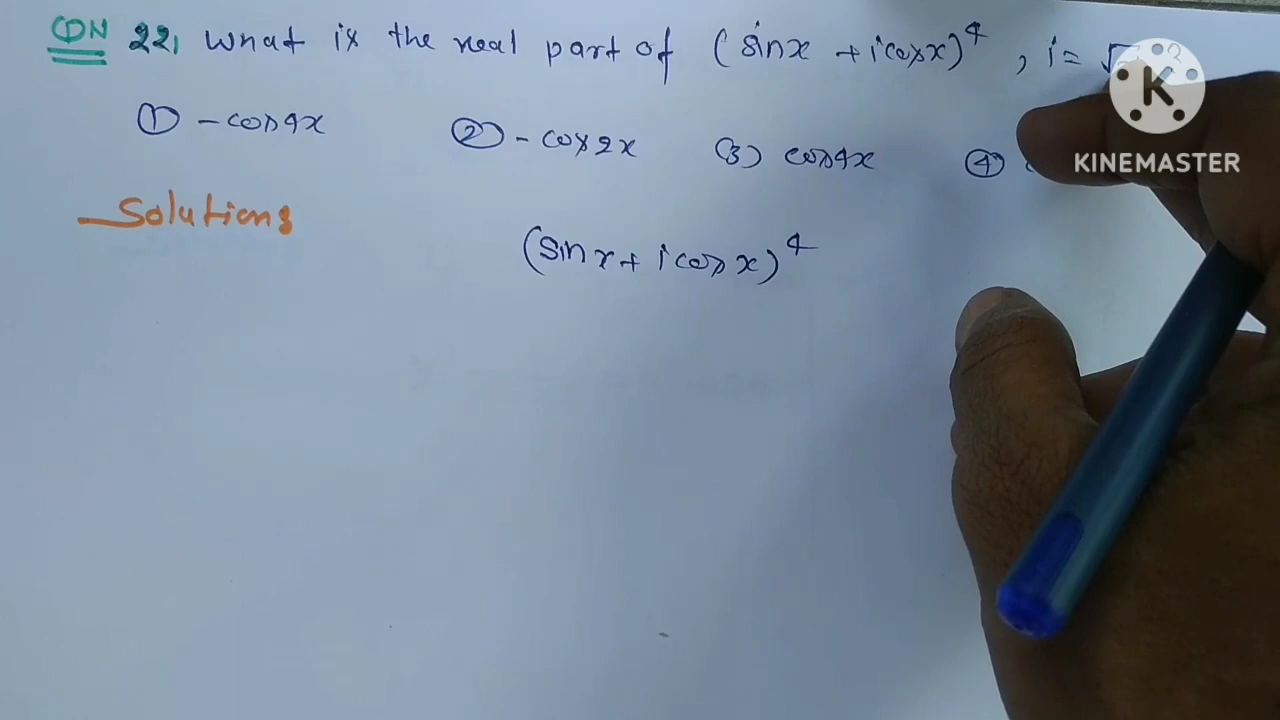 QN 22, What is the real part of (sinx + icosx)⁴, i = √
① -cos4x ② -cos2x (3) cos4x ④
Solution:
(sinx + icosx)⁴
KINEMASTER